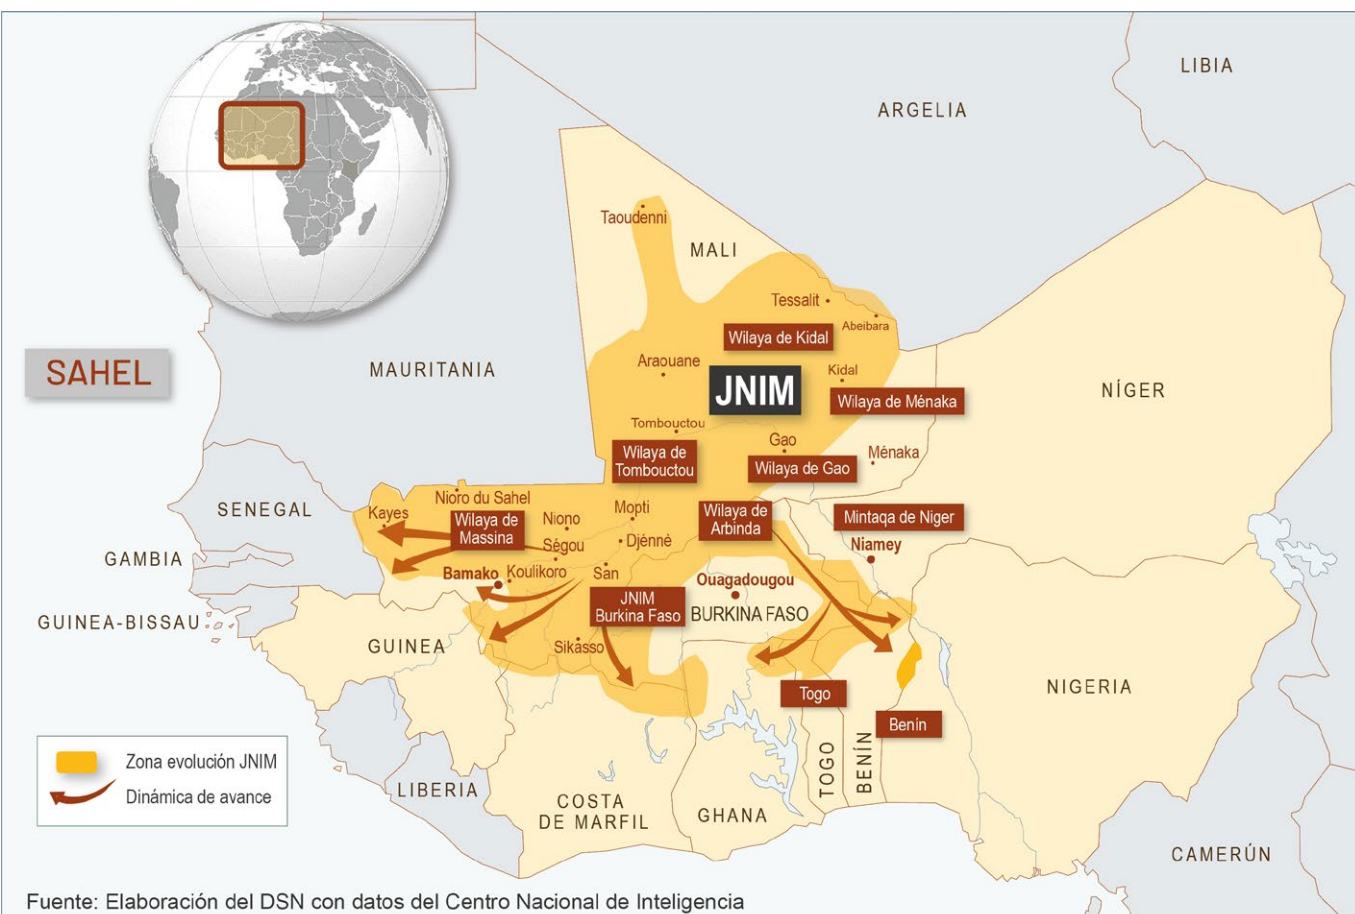 LIBIA
ARGELIA
Taoudenni
MALI
Tessalit
Abeibara
Wilaya de Kidal
SAHEL
MAURITANIA
Araouane
JNIM
Kidal
Wilaya de Ménaka
NÍGER
Tombouctou
Wilaya de
Tombouctou
Gao
Wilaya de Gao
Ménaka
SENEGAL
Kayes
Nioro du Sahel
Wilaya de
Massina
Niono
Mopti
Wilaya de
Arbinda
Mintaqa de Niger
Niamey
GAMBIA
Ségou
Djénné
Bamako
Koulikoro
San
Ouagadougou
JNIM
Burkina Faso
BURKINA FASO
GUINEA-BISSAU
GUINEA
Sikasso
NIGERIA
Togo
Benín
Zona evolución JNIM
Dinámica de avance
LIBERIA
COSTA
DE MARFIL
GHANA
TOGO
BENÍN
CAMERÚN
Fuente: Elaboración del DSN con datos del Centro Nacional de Inteligencia